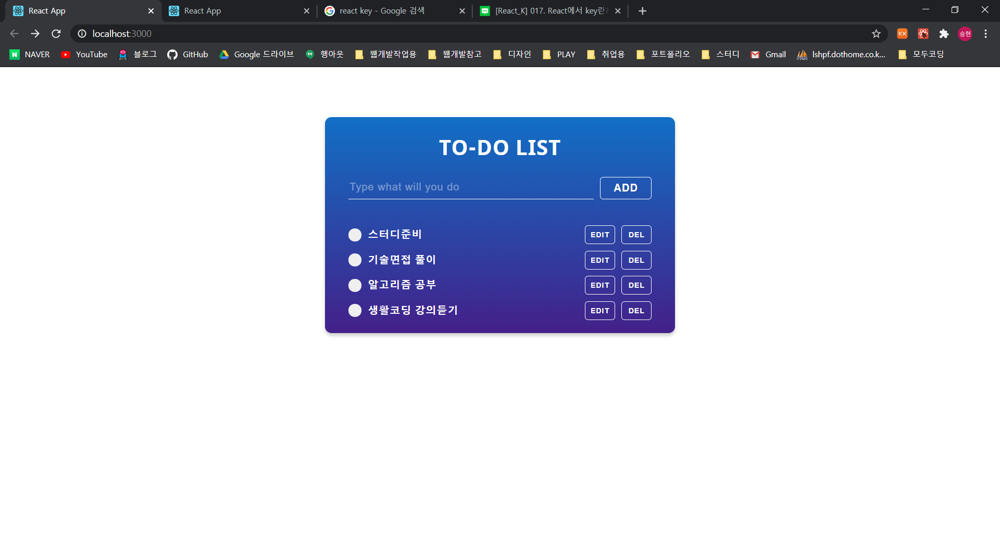 React App
React App
react key - Google 검색
[React_K] 017. React에서 key란?
localhost:3000
EX
승현
NAVER
YouTube
블로그
GitHub
Google 드라이브
행아웃
웹개발작업용
웹개발참고
디자인
PLAY
취업용
포트폴리오
스터디
Gmail
lshpf.dothome.co.k...
모두코딩
TO-DO LIST
Type what will you do
ADD
스터디준비
EDIT
DEL
기술면접 풀이
EDIT
DEL
알고리즘 공부
EDIT
DEL
생활코딩 강의듣기
EDIT
DEL